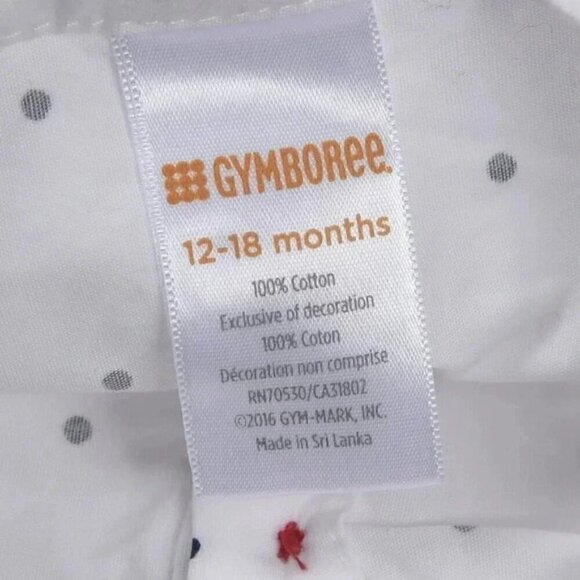 GYMBOREE.
12-18 months
100% Cotton
Exclusive of decoration
100% Coton
Décoration non comprise
RN70530/CA31802
©2016 GYM-MARK, INC.
Made in Sri Lanka